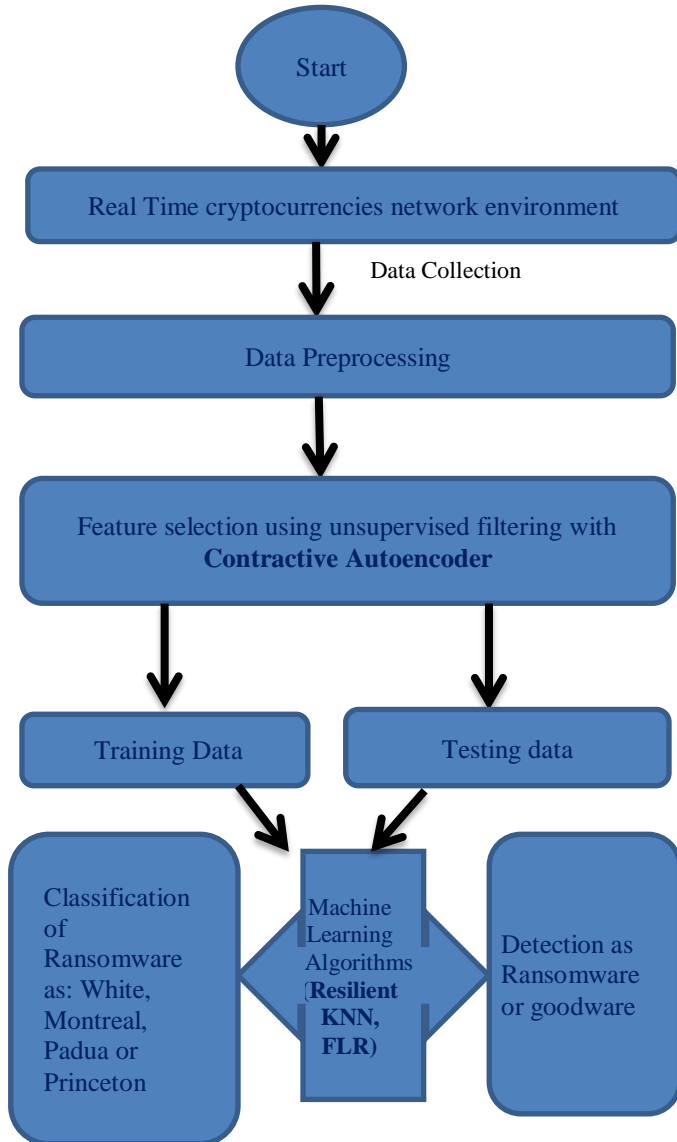 Start
Real Time cryptocurrencies network environment
Data Collection
Data Preprocessing
Feature selection using unsupervised filtering with
Contractive Autoencoder
Training Data
Testing data
Classification
of
Ransomware
as: White,
Montreal,
Padua or
Princeton
Machine
Learning
Algorithms
(Resilient
KNN,
FLR)
Detection as
Ransomware
or goodware